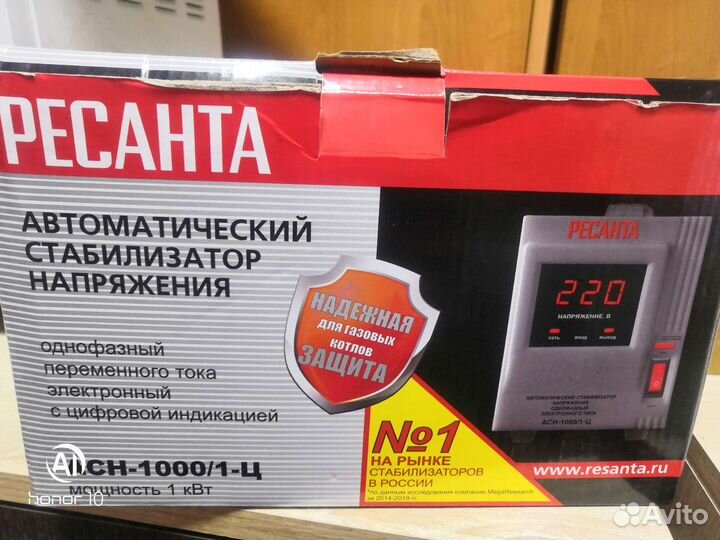 РЕСАНТА
АВТОМАТИЧЕСКИЙ
СТАБИЛИЗАТОР
НАПРЯЖЕНИЯ
однофазный
переменного тока
электронный
с цифровой индикацией
АСН-1000/1-Ц
мощность 1 кВт
НАДЕЖНАЯ
для газовых
котлов
ЗАЩИТА
№1
НА РЫНКЕ
СТАБИЛИЗАТОРОВ
В РОССИИ
*по данным исследования компании MegaResearch
за 2014-2019 гг.
РЕСАНТА
220
НАПРЯЖЕНИЕ, В
СЕТЬ ВХОД ВЫХОД
АВТОМАТИЧЕСКИЙ СТАБИЛИЗАТОР
НАПРЯЖЕНИЯ
ОДНОФАЗНЫЙ
ЭЛЕКТРОННОГО ТИПА
АСН-1000/1-Ц
www.resanta.ru
AI
honor 10
Avito